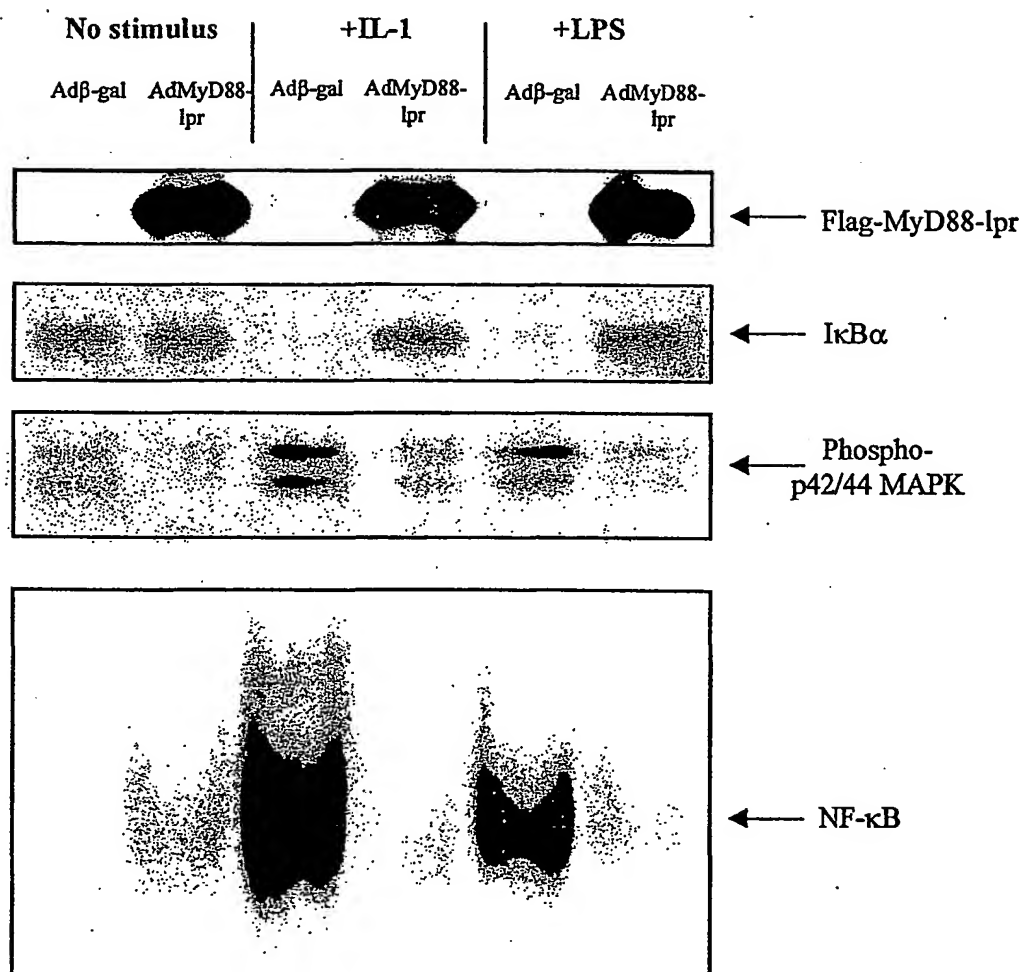 No stimulus +IL-1 +LPS
Adβ-gal AdMyD88-lpr Adβ-gal AdMyD88-lpr Adβ-gal AdMyD88-lpr
Flag-MyD88-lpr
IκBα
Phospho-
p42/44 MAPK
NF-κB